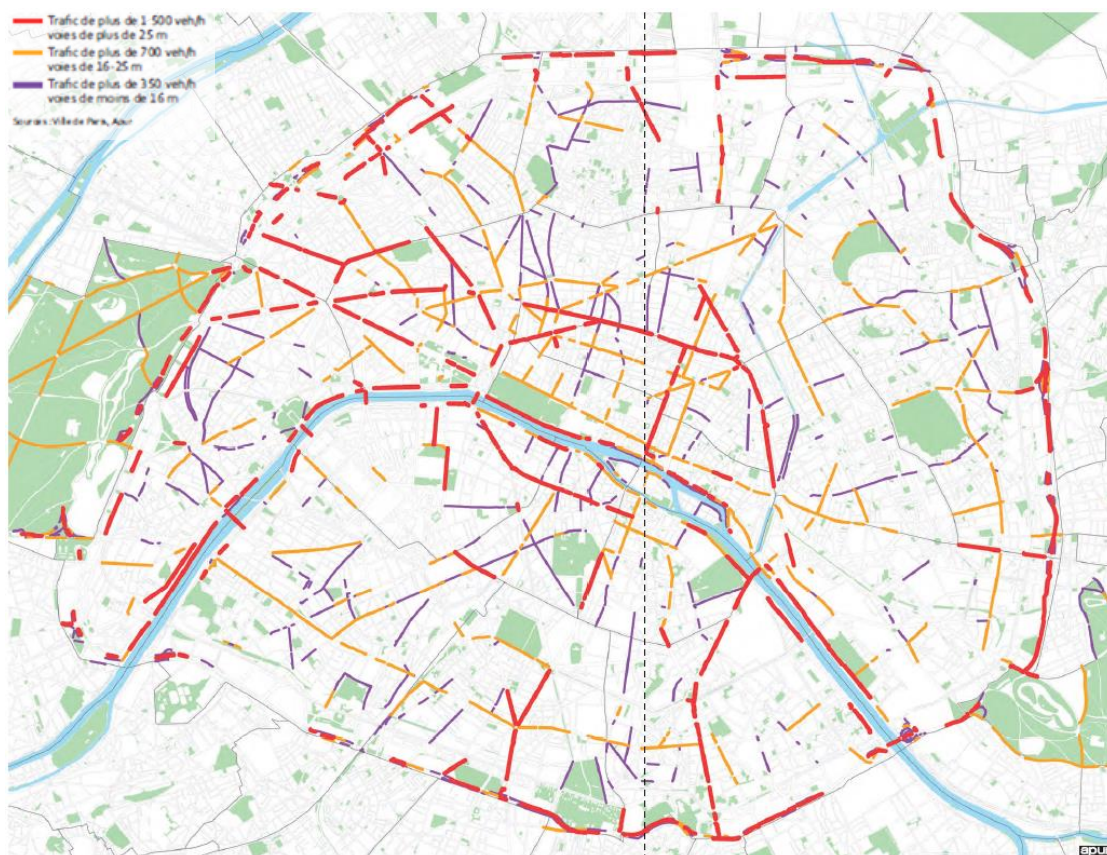 Trafic de plus de 1 500 veh/h
voies de plus de 25 m
Trafic de plus de 700 veh/h
voies de 16-25 m
Trafic de plus de 350 veh/h
voies de moins de 16 m
Sources : Ville de Paris, Apur
apur